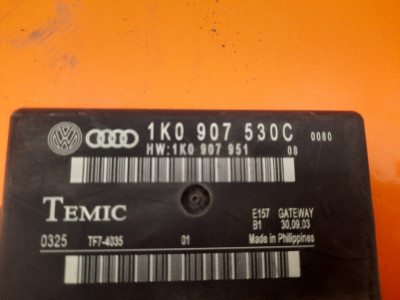 1K0 907 530C 0080
HW:1K0 907 951 08
TEMIC
E157 GATEWAY
B1 30.09.03
0325 TF7-4035 01 Made in Philippines